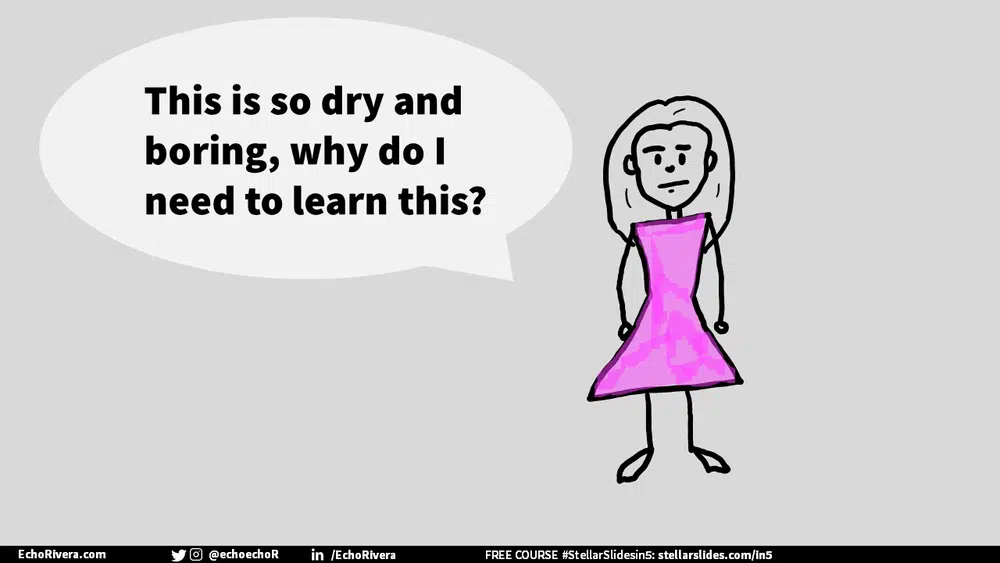 This is so dry and
boring, why do I
need to learn this?
EchoRivera.com @echoechoR /EchoRivera FREE COURSE #StellarSlidesin5: stellarslides.com/in5